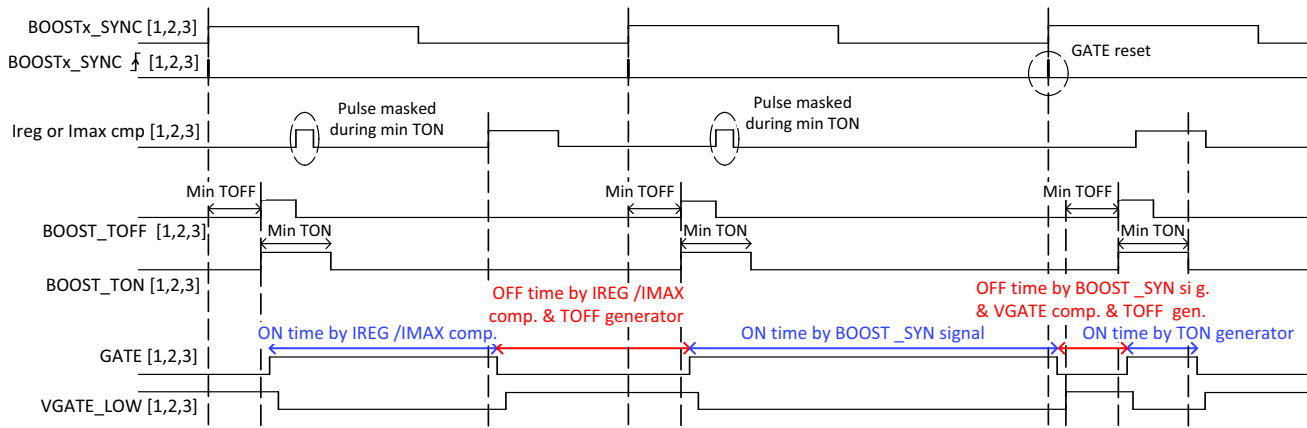 BOOSTx_SYNC [1,2,3]
BOOSTx_SYNC [1,2,3]
GATE reset
Ireg or Imax cmp [1,2,3]
Pulse masked
during min TON
Pulse masked
during min TON
Min TOFF
Min TOFF
Min TOFF
BOOST_TOFF [1,2,3]
Min TON
Min TON
Min TON
BOOST_TON [1,2,3]
OFF time by IREG /IMAX
comp. & TOFF generator
OFF time by BOOST _SYN si g.
& VGATE comp. & TOFF gen.
ON time by IREG /IMAX comp.
ON time by BOOST _SYN signal
ON time by TON generator
GATE [1,2,3]
VGATE_LOW [1,2,3]